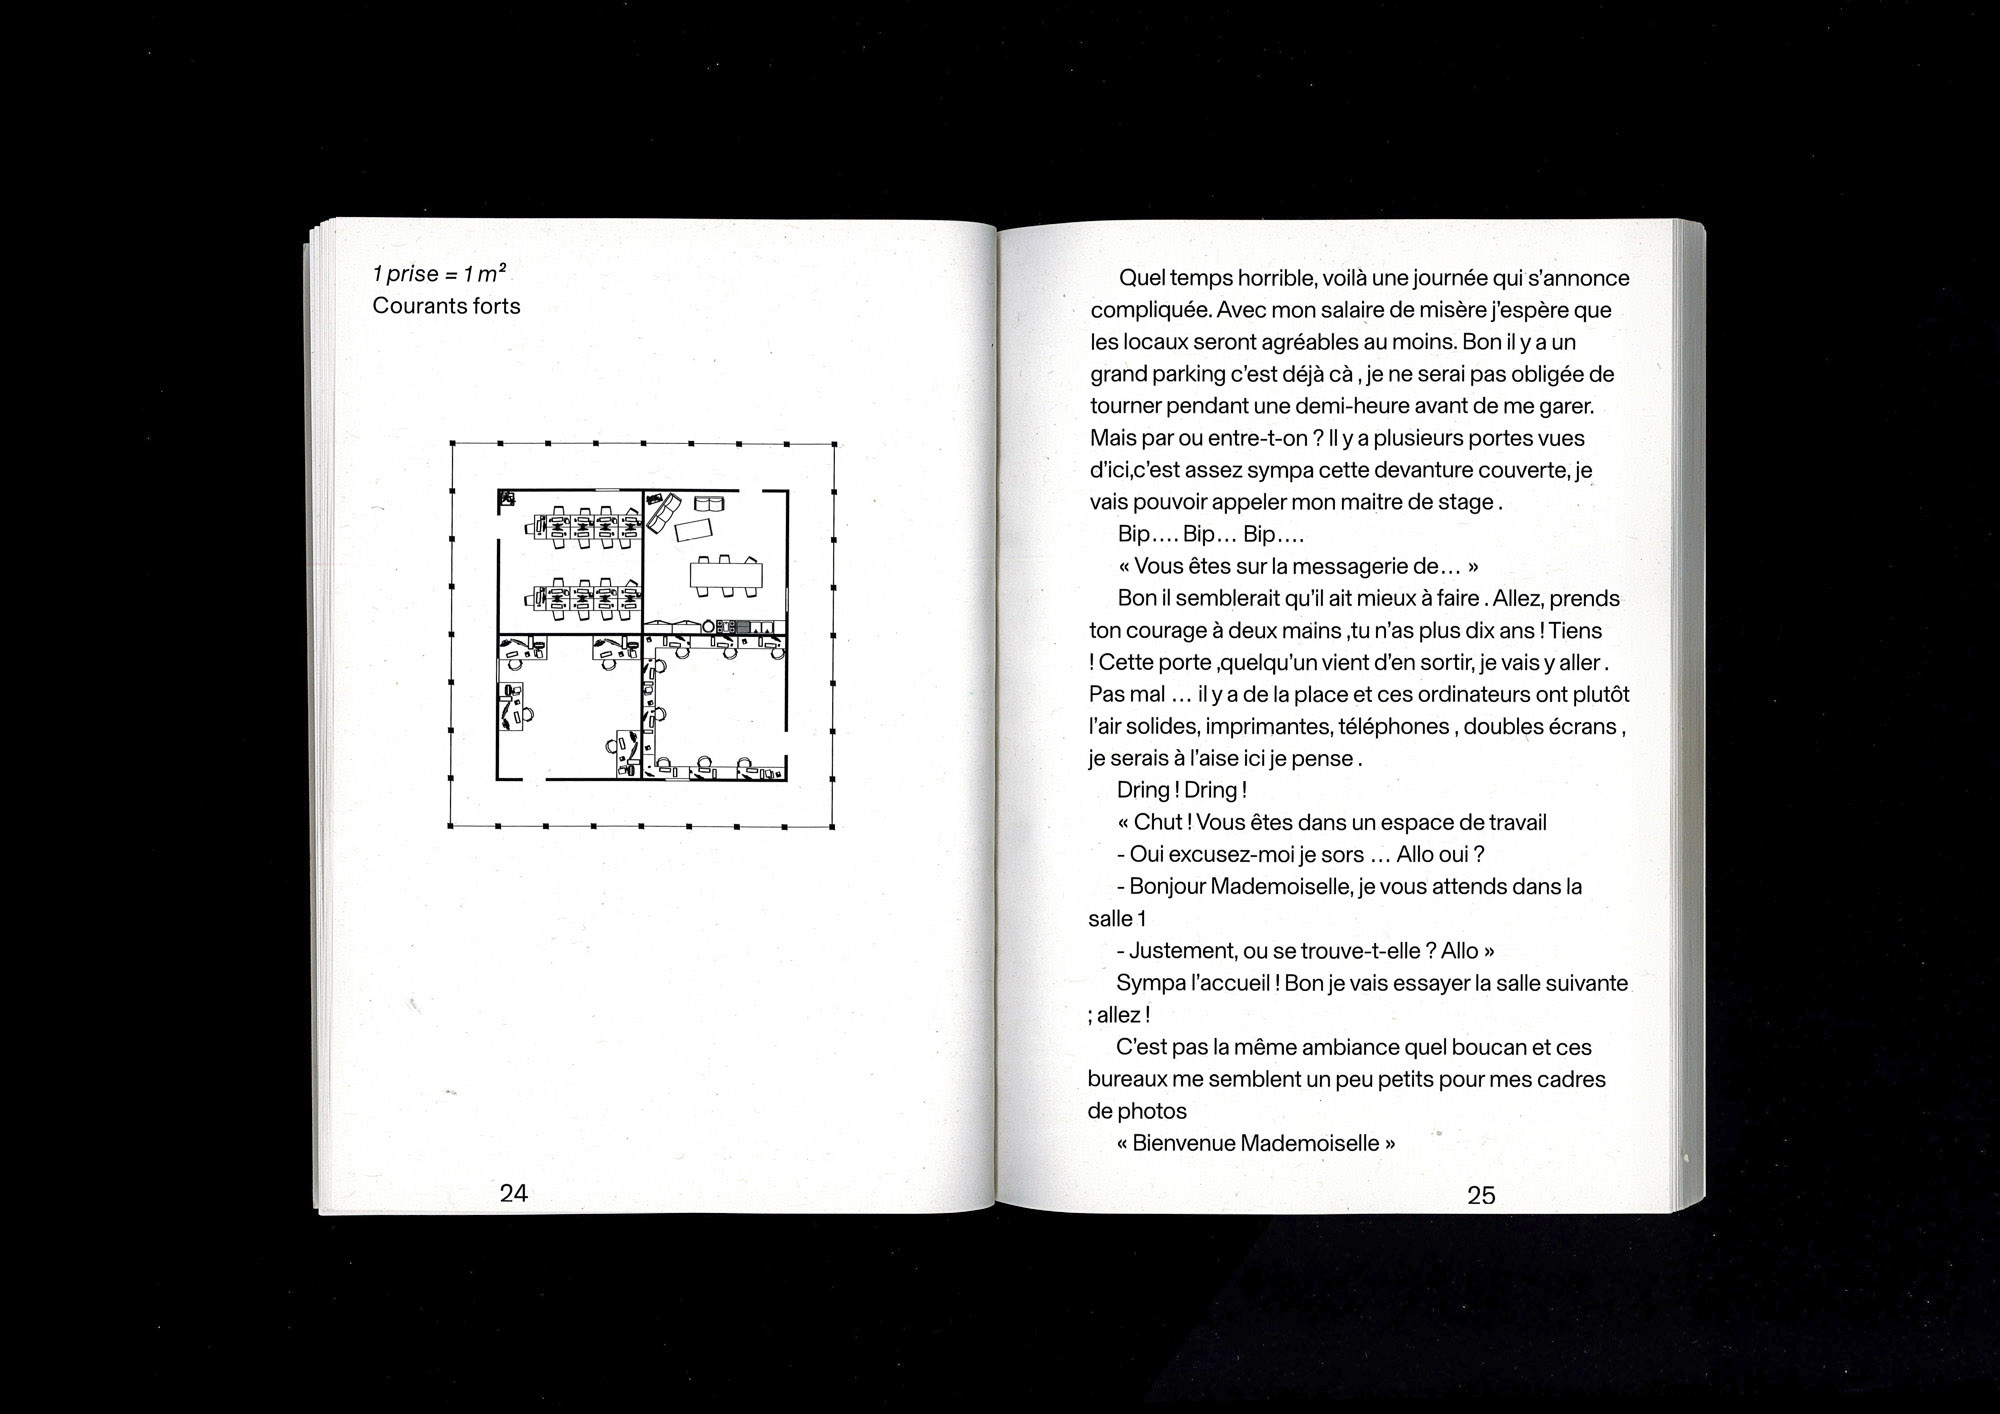 1 prise = 1 m²
Courants forts
24
Quel temps horrible, voilà une journée qui s’annonce
compliquée. Avec mon salaire de misère j’espère que
les locaux seront agréables au moins. Bon il y a un
grand parking c’est déjà cà , je ne serai pas obligée de
tourner pendant une demi-heure avant de me garer.
Mais par ou entre-t-on ? Il y a plusieurs portes vues
d’ici,c’est assez sympa cette devanture couverte, je
vais pouvoir appeler mon maitre de stage .
Bip.... Bip... Bip....
« Vous êtes sur la messagerie de... »
Bon il semblerait qu’il ait mieux à faire . Allez, prends
ton courage à deux mains ,tu n’as plus dix ans ! Tiens
! Cette porte ,quelqu’un vient d’en sortir, je vais y aller .
Pas mal ... il y a de la place et ces ordinateurs ont plutôt
l’air solides, imprimantes, téléphones , doubles écrans ,
je serais à l’aise ici je pense .
Dring ! Dring !
« Chut ! Vous êtes dans un espace de travail
- Oui excusez-moi je sors ... Allo oui ?
- Bonjour Mademoiselle, je vous attends dans la
salle 1
- Justement, ou se trouve-t-elle ? Allo »
Sympa l’accueil ! Bon je vais essayer la salle suivante
; allez !
C’est pas la même ambiance quel boucan et ces
bureaux me semblent un peu petits pour mes cadres
de photos
« Bienvenue Mademoiselle »
25